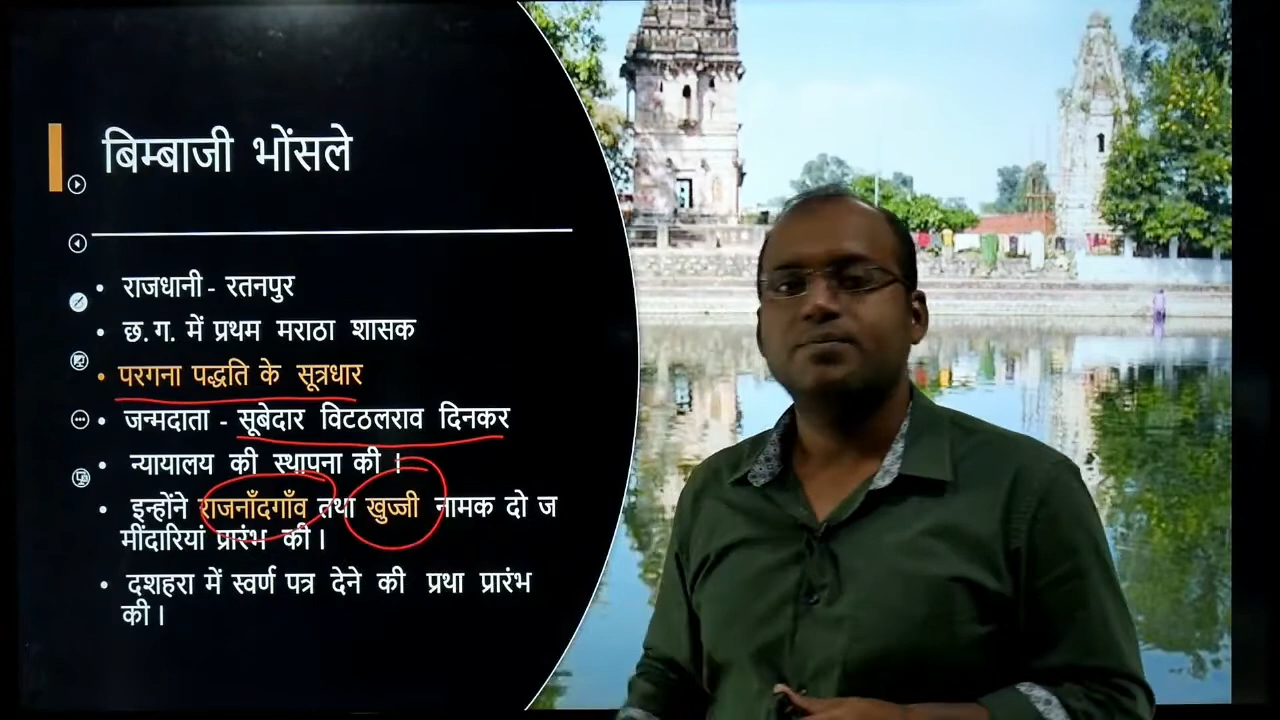 बिम्बाजी भोंसले
• राजधानी - रतनपुर
• छ. ग. में प्रथम मराठा शासक
• परगना पद्धति के सूत्रधार
• जन्मदाता - सूबेदार विटठलराव दिनकर
• न्यायालय की स्थापना की ।
• इन्होंने राजनाँदगाँव तथा खुज्जी नामक दो ज
मींदारियां प्रारंभ की ।
• दशहरा में स्वर्ण पत्र देने की प्रथा प्रारंभ
की ।